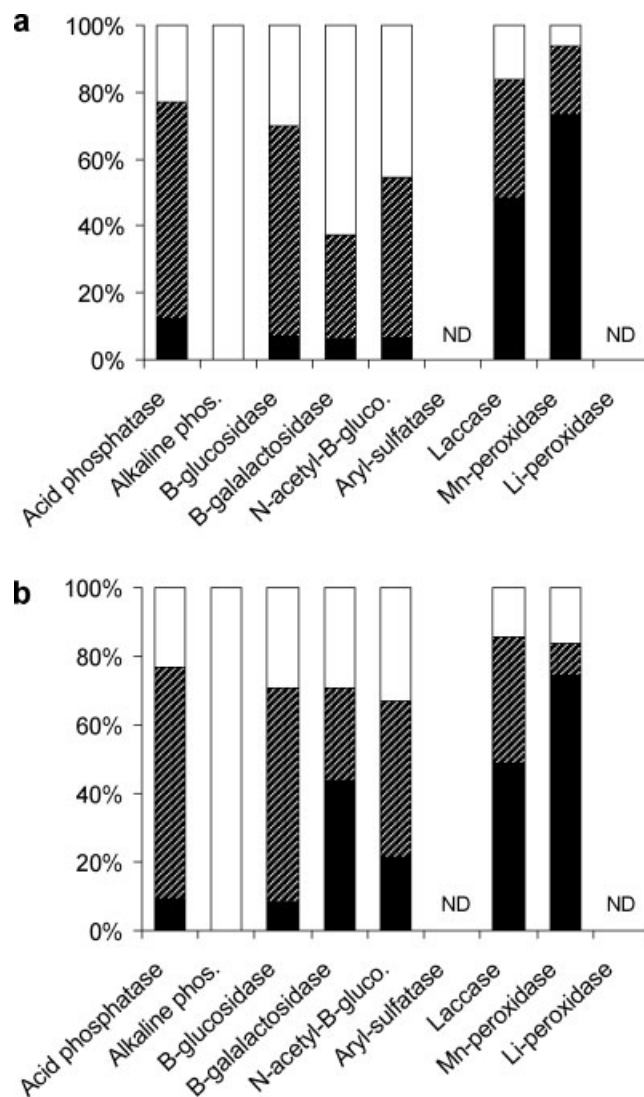 a
100%
80%
60%
40%
20%
0%
ND
ND
Acid phosphatase
Alkaline phos.
B-glucosidase
B-galalactosidase
N-acetyl-B-gluco.
Aryl-sulfatase
Laccase
Mn-peroxidase
Li-peroxidase
b
100%
80%
60%
40%
20%
0%
ND
ND
Acid phosphatase
Alkaline phos.
B-glucosidase
B-galalactosidase
N-acetyl-B-gluco.
Aryl-sulfatase
Laccase
Mn-peroxidase
Li-peroxidase